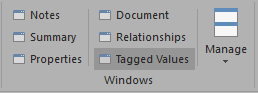 Notes
Summary
Properties
Document
Relationships
Tagged Values
Manage
Windows